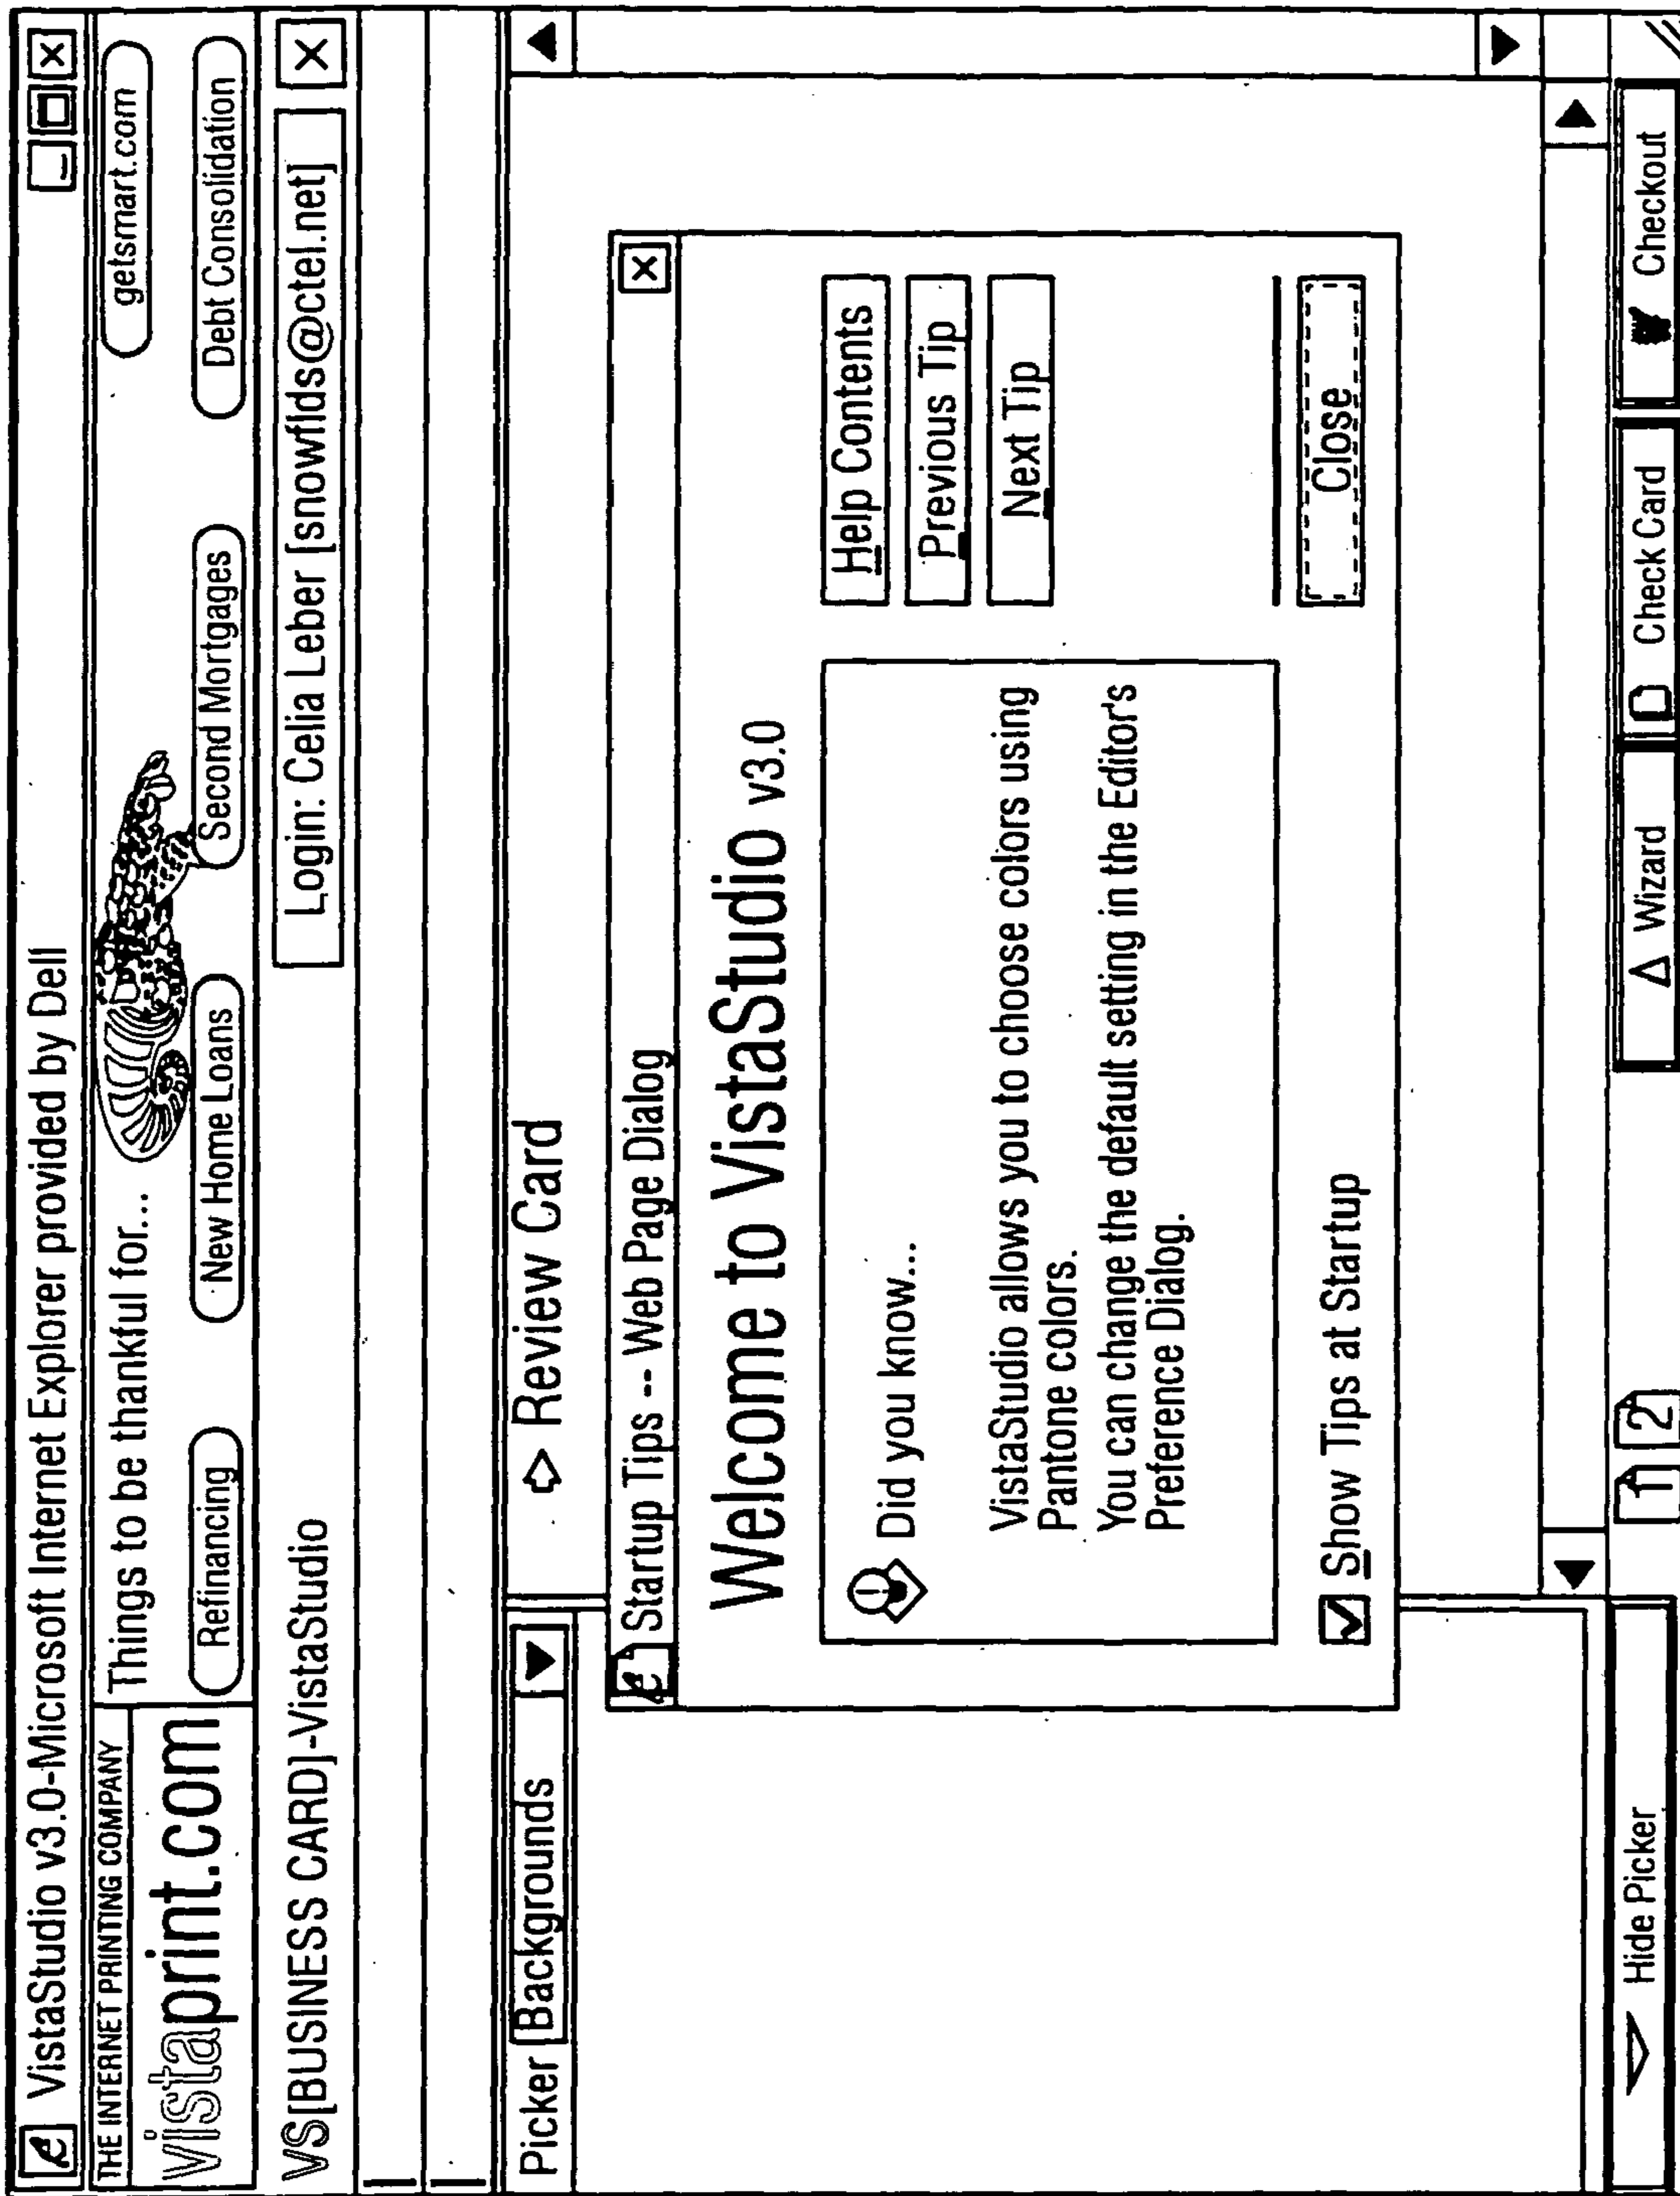 VistaStudio v3.0-Microsoft Internet Explorer provided by Dell
THE INTERNET PRINTING COMPANY
vistaprint.com
Things to be thankful for...
getsmart.com
Refinancing
New Home Loans
Second Mortgages
Debt Consolidation
VS[BUSINESS CARD]-VistaStudio
Login: Celia Leber [snowflds@ctel.net]
Picker Backgrounds
Review Card
Startup Tips -- Web Page Dialog
Welcome to VistaStudio v3.0
Did you know...
VistaStudio allows you to choose colors using
Pantone colors.
You can change the default setting in the Editor's
Preference Dialog.
Help Contents
Previous Tip
Next Tip
Show Tips at Startup
Close
Hide Picker
1 2
Wizard
Check Card
Checkout